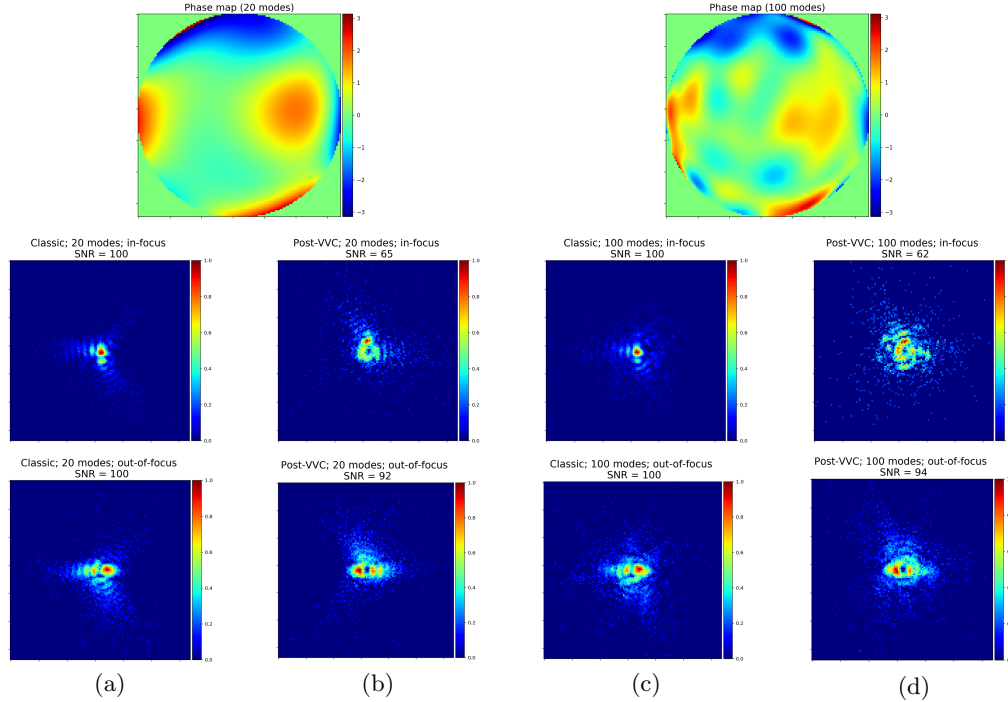 Phase map (20 modes)
3
2
1
0
−1
−2
−3
Phase map (100 modes)
3
2
1
0
−1
−2
−3
Classic; 20 modes; in-focus
SNR = 100
1.0
0.8
0.6
0.4
0.2
0.0
Post-VVC; 20 modes; in-focus
SNR = 65
1.0
0.8
0.6
0.4
0.2
0.0
Classic; 100 modes; in-focus
SNR = 100
1.0
0.8
0.6
0.4
0.2
0.0
Post-VVC; 100 modes; in-focus
SNR = 62
Classic; 20 modes; out-of-focus
SNR = 100
1.0
0.8
0.6
0.4
0.2
0.0
Post-VVC; 20 modes; out-of-focus
SNR = 92
1.0
0.8
0.6
0.4
0.2
0.0
Classic; 100 modes; out-of-focus
SNR = 100
1.0
0.8
0.6
0.4
0.2
0.0
Post-VVC; 100 modes; out-of-focus
SNR = 94
(a)
(b)
(c)
(d)